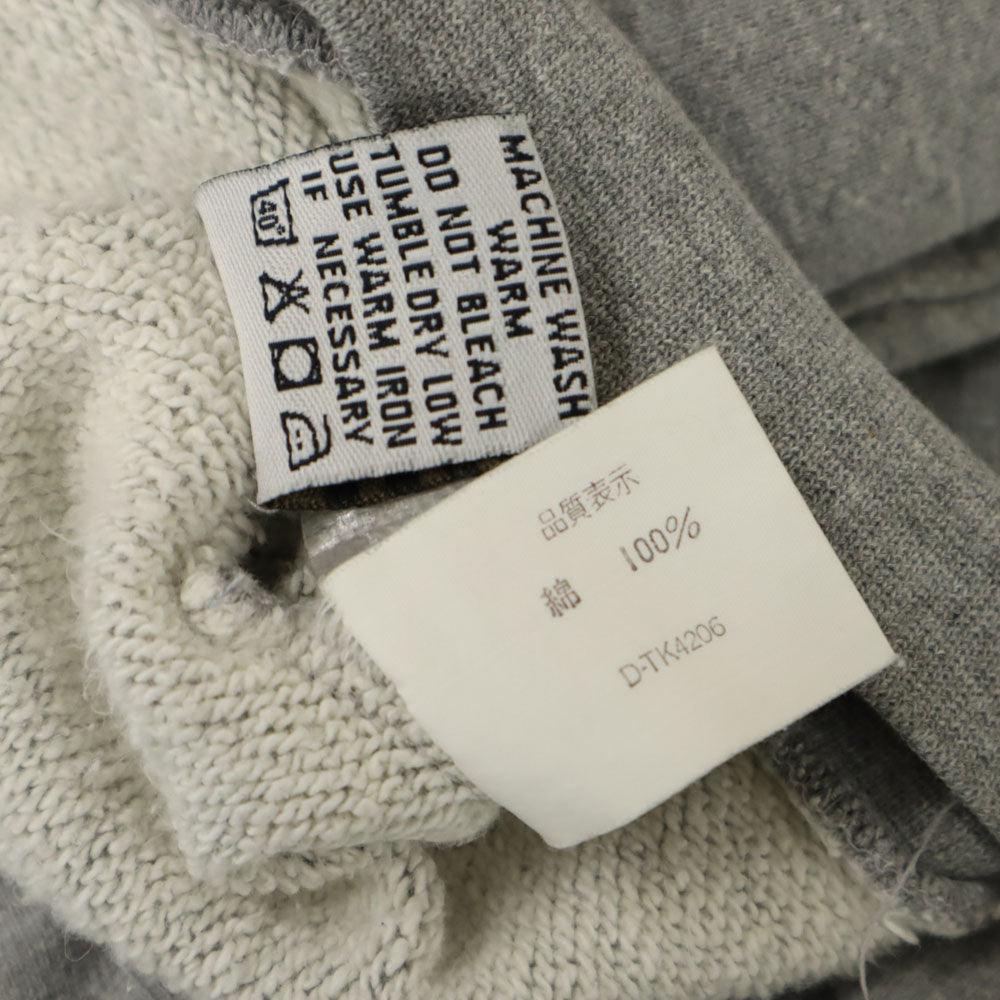 MACHINE WASH
WARM
DO NOT BLEACH
TUMBLE DRY LOW
USE WARM IRON
IF NECESSARY
40°
品質表示
綿 100%
D-TK4206